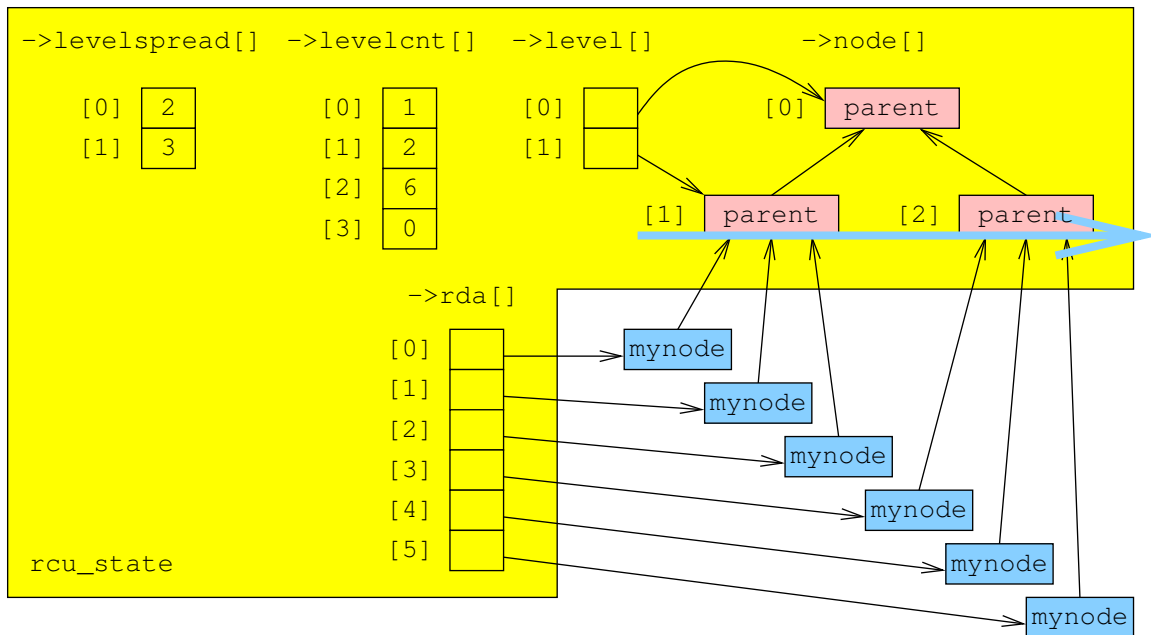 ->levelspread[] ->levelcnt[] ->level[] ->node[]
[0] 2 [0] 1 [0] [0] parent
[1] 3 [1] 2 [1]
[2] 6 [1] parent [2] parent
[3] 0
->rda[]
[0] mynode
[1] mynode
[2] mynode
[3] mynode
[4] mynode
[5] mynode
rcu_state